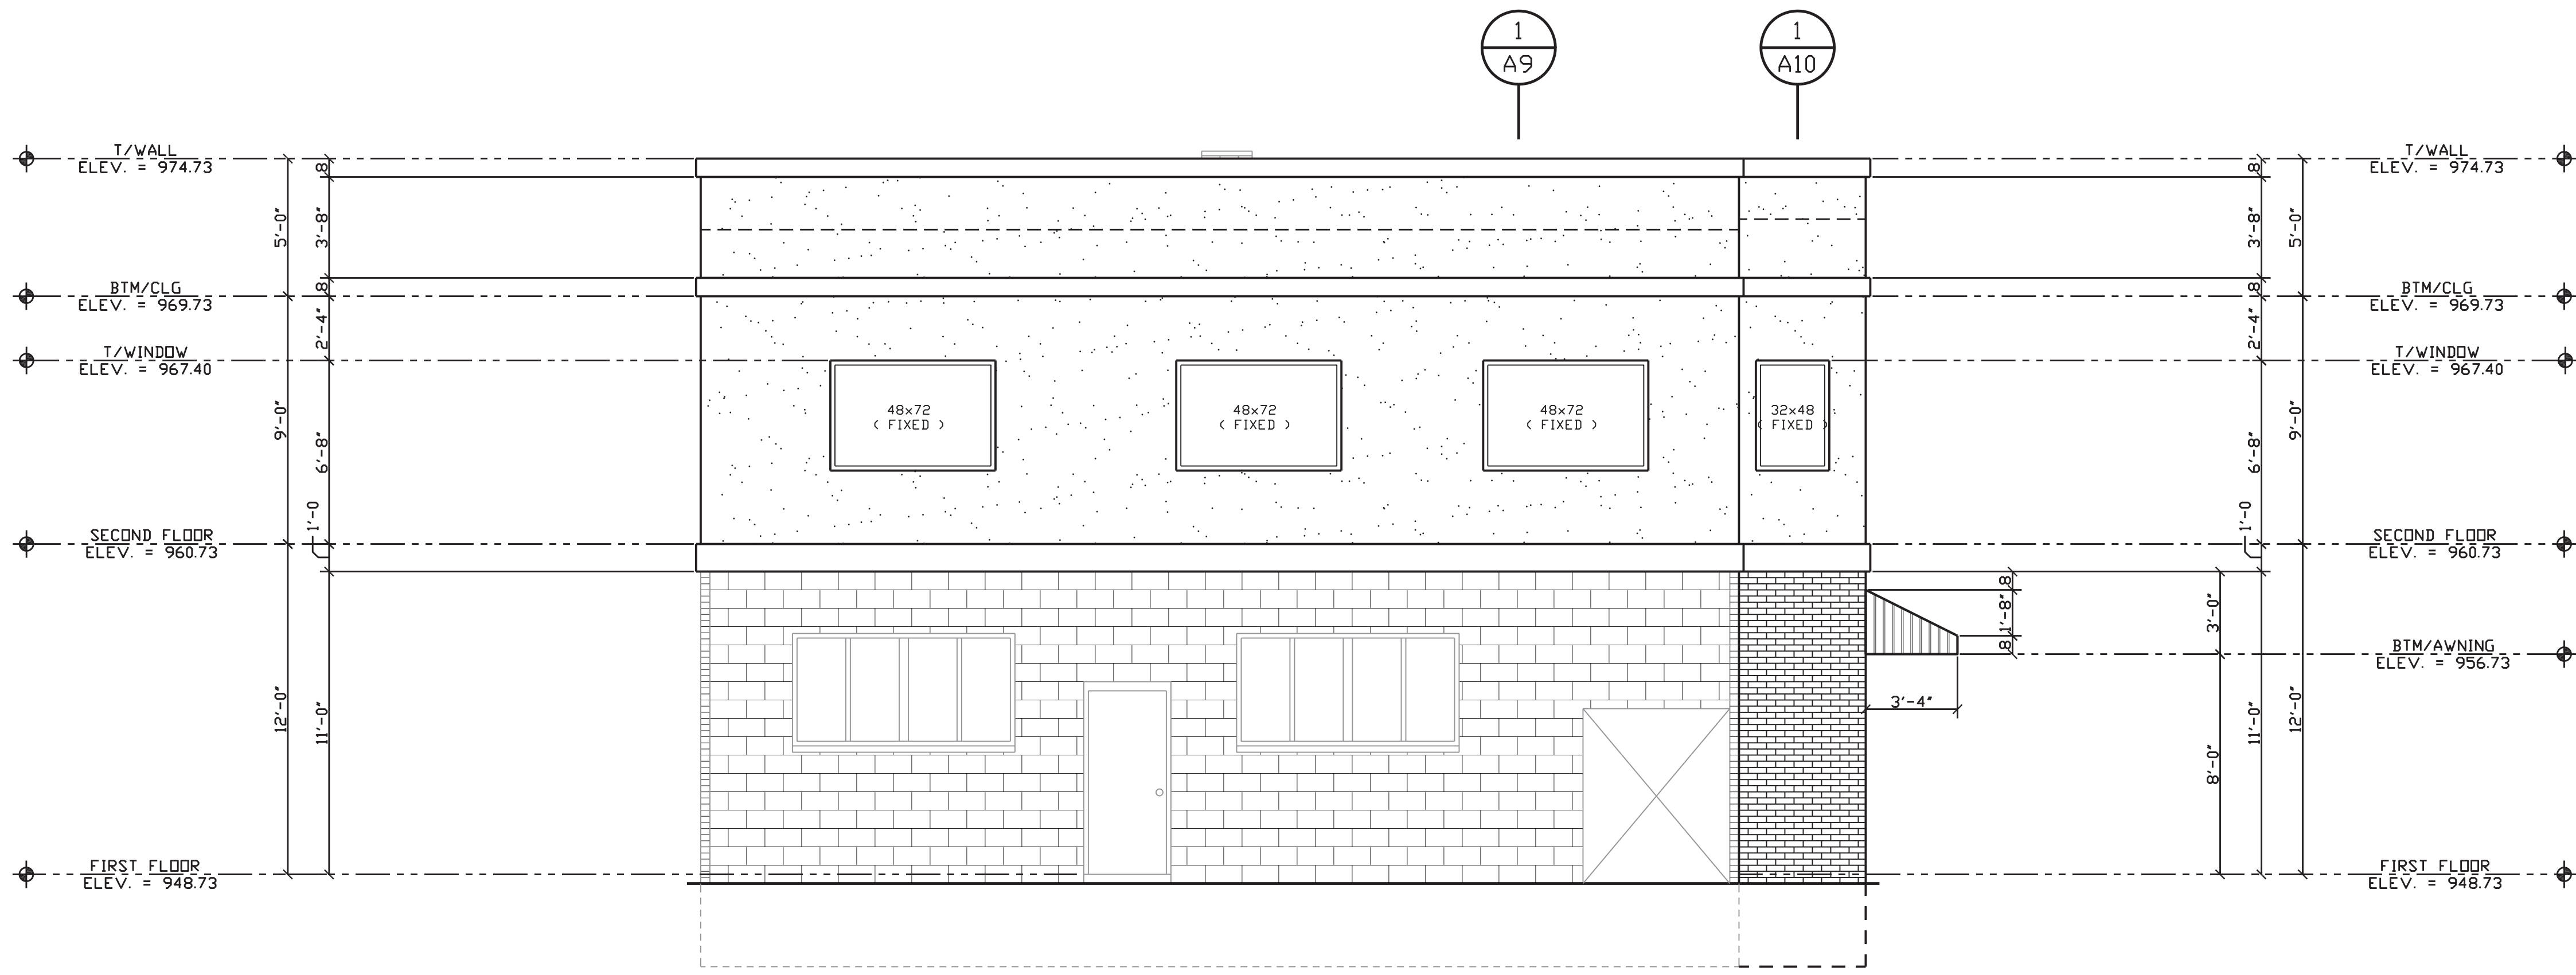 1
A9
1
A10
T/WALL
ELEV. = 974.73
BTM/CLG
ELEV. = 969.73
T/WINDOW
ELEV. = 967.40
SECOND FLOOR
ELEV. = 960.73
FIRST FLOOR
ELEV. = 948.73
5'-0"
9'-0"
12'-0"
8
3'-8"
8
2'-4"
6'-8"
1'-0
11'-0"
48x72
( FIXED )
48x72
( FIXED )
48x72
( FIXED )
32x48
( FIXED )
8
1'-8"
8
3'-4"
3'-0"
8'-0"
8
3'-8"
8
2'-4"
6'-8"
1'-0
11'-0"
5'-0"
9'-0"
12'-0"
T/WALL
ELEV. = 974.73
BTM/CLG
ELEV. = 969.73
T/WINDOW
ELEV. = 967.40
SECOND FLOOR
ELEV. = 960.73
BTM/AWNING
ELEV. = 956.73
FIRST FLOOR
ELEV. = 948.73